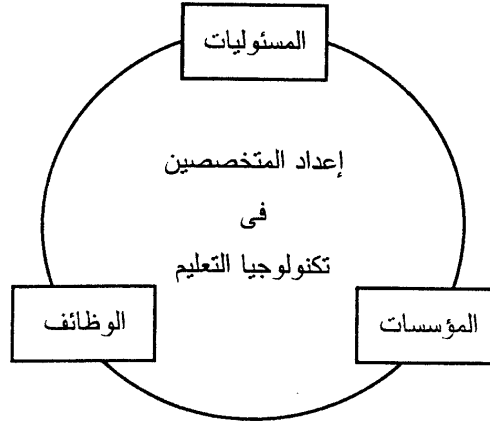 المسئوليات
إعداد المتخصصين
فى
تكنولوجيا التعليم
المؤسسات
الوظائف